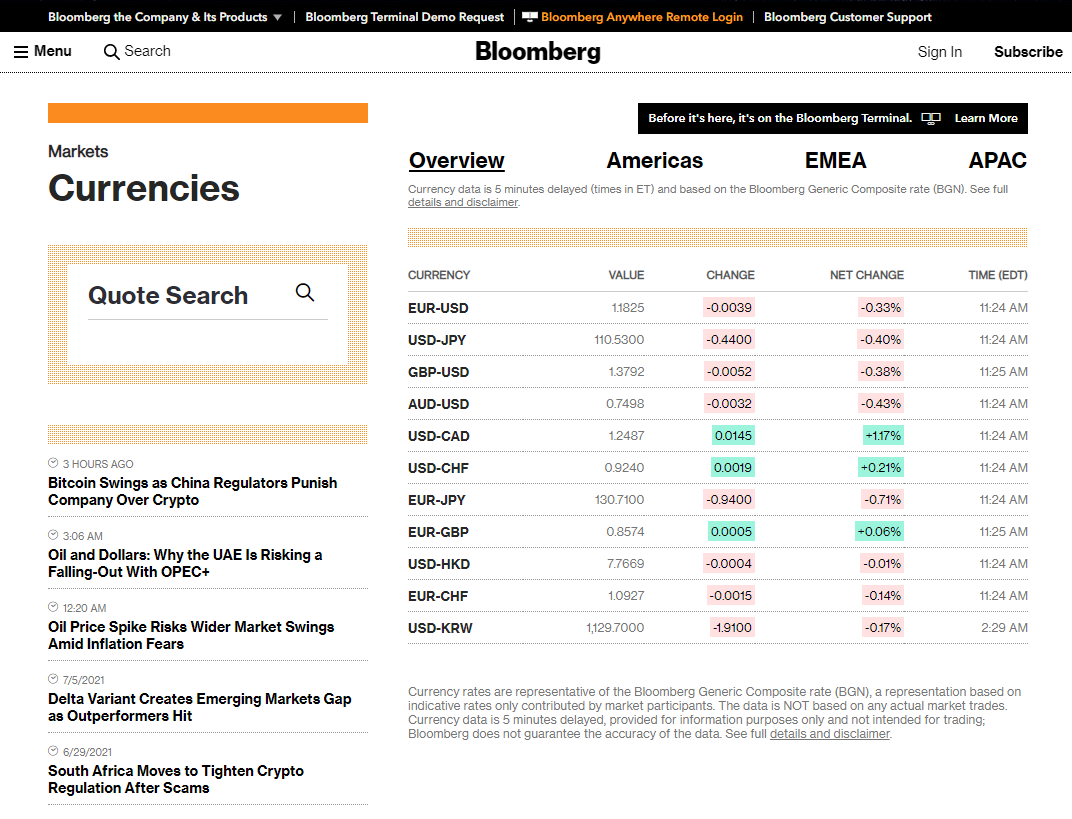 Bloomberg the Company & Its Products ▼ | Bloomberg Terminal Demo Request | Bloomberg Anywhere Remote Login | Bloomberg Customer Support
Menu Search Bloomberg Sign In Subscribe
Before it's here, it's on the Bloomberg Terminal. Learn More
Markets
Currencies
Quote Search
3 HOURS AGO
Bitcoin Swings as China Regulators Punish
Company Over Crypto
3:06 AM
Oil and Dollars: Why the UAE Is Risking a
Falling-Out With OPEC+
12:20 AM
Oil Price Spike Risks Wider Market Swings
Amid Inflation Fears
7/5/2021
Delta Variant Creates Emerging Markets Gap
as Outperformers Hit
6/29/2021
South Africa Moves to Tighten Crypto
Regulation After Scams
Overview Americas EMEA APAC
Currency data is 5 minutes delayed (times in ET) and based on the Bloomberg Generic Composite rate (BGN). See full
details and disclaimer.
CURRENCY VALUE CHANGE NET CHANGE TIME (EDT)
EUR-USD 1.1825 -0.0039 -0.33% 11:24 AM
USD-JPY 110.5300 -0.4400 -0.40% 11:24 AM
GBP-USD 1.3792 -0.0052 -0.38% 11:25 AM
AUD-USD 0.7498 -0.0032 -0.43% 11:24 AM
USD-CAD 1.2487 0.0145 +1.17% 11:24 AM
USD-CHF 0.9240 0.0019 +0.21% 11:24 AM
EUR-JPY 130.7100 -0.9400 -0.71% 11:24 AM
EUR-GBP 0.8574 0.0005 +0.06% 11:25 AM
USD-HKD 7.7669 -0.0004 -0.01% 11:24 AM
EUR-CHF 1.0927 -0.0015 -0.14% 11:24 AM
USD-KRW 1,129.7000 -1.9100 -0.17% 2:29 AM
Currency rates are representative of the Bloomberg Generic Composite rate (BGN), a representation based on
indicative rates only contributed by market participants. The data is NOT based on any actual market trades.
Currency data is 5 minutes delayed, provided for information purposes only and not intended for trading;
Bloomberg does not guarantee the accuracy of the data. See full details and disclaimer.